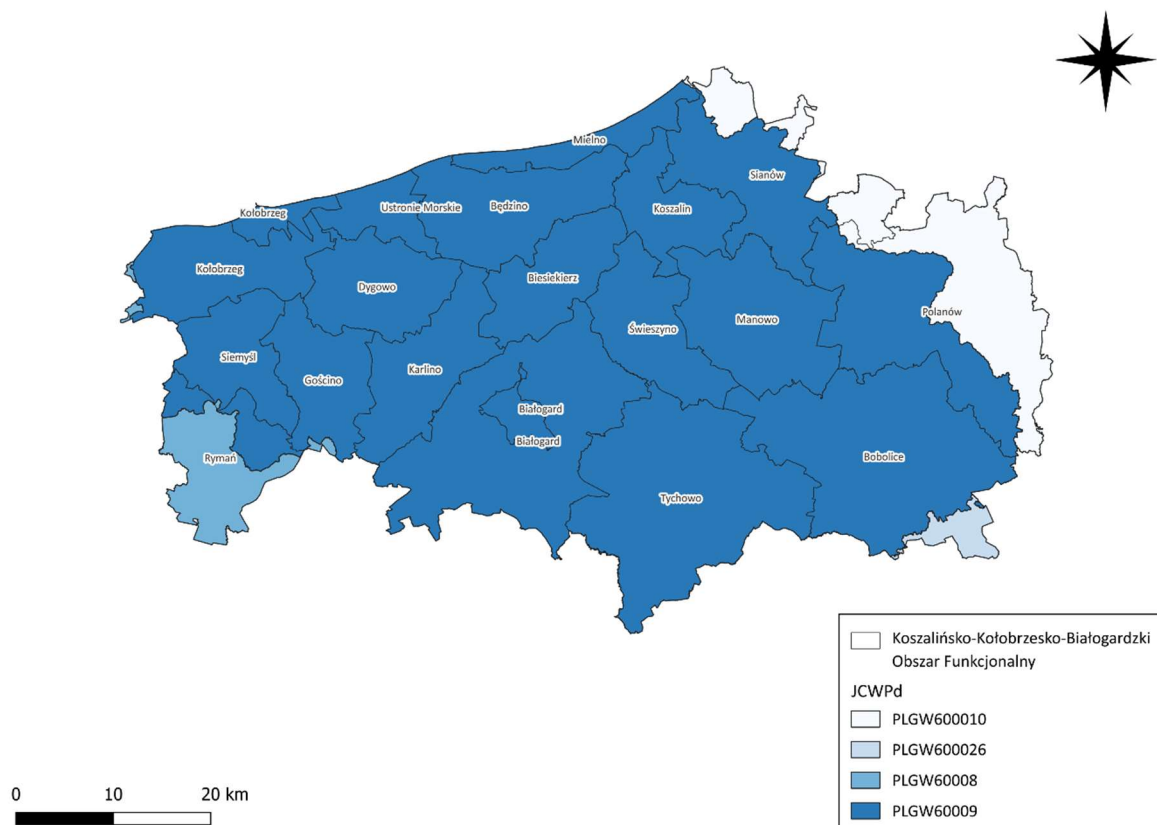 Mielno
Sianów
Kołobrzeg
Ustronie Morskie
Będzino
Koszalin
Kołobrzeg
Dygowo
Biesiekierz
Świeszyno
Manowo
Polanów
Siemyśl
Gościno
Karlino
Białogard
Białogard
Rymań
Bobolice
Tychowo
Koszalińsko-Kołobrzesko-Białogardzki
Obszar Funkcjonalny
JCWPd
PLGW600010
PLGW600026
PLGW60008
PLGW60009
0 10 20 km